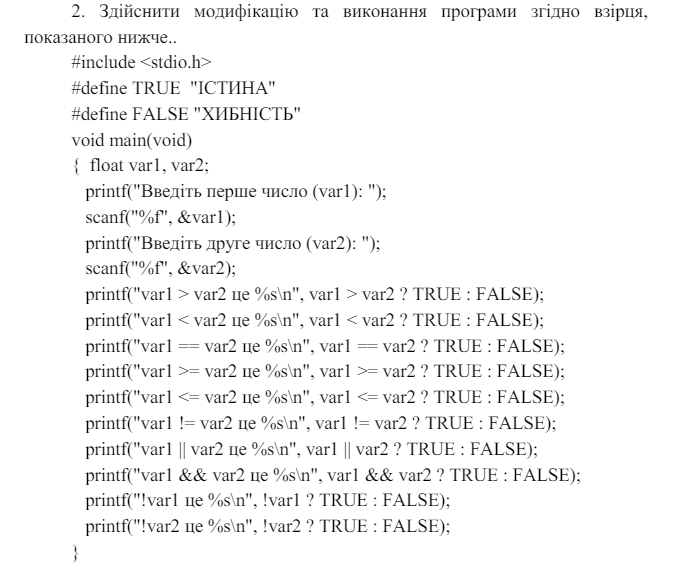 2. Здійснити модифікацію та виконання програми згідно взірця,
показаного нижче..
#include <stdio.h>
#define TRUE "ІСТИНА"
#define FALSE "ХИБНІСТЬ"
void main(void)
{ float var1, var2;
printf("Введіть перше число (var1): ");
scanf("%f", &var1);
printf("Введіть друге число (var2): ");
scanf("%f", &var2);
printf("var1 > var2 це %s\n", var1 > var2 ? TRUE : FALSE);
printf("var1 < var2 це %s\n", var1 < var2 ? TRUE : FALSE);
printf("var1 == var2 це %s\n", var1 == var2 ? TRUE : FALSE);
printf("var1 >= var2 це %s\n", var1 >= var2 ? TRUE : FALSE);
printf("var1 <= var2 це %s\n", var1 <= var2 ? TRUE : FALSE);
printf("var1 != var2 це %s\n", var1 != var2 ? TRUE : FALSE);
printf("var1 || var2 це %s\n", var1 || var2 ? TRUE : FALSE);
printf("var1 && var2 це %s\n", var1 && var2 ? TRUE : FALSE);
printf("!var1 це %s\n", !var1 ? TRUE : FALSE);
printf("!var2 це %s\n", !var2 ? TRUE : FALSE);
}